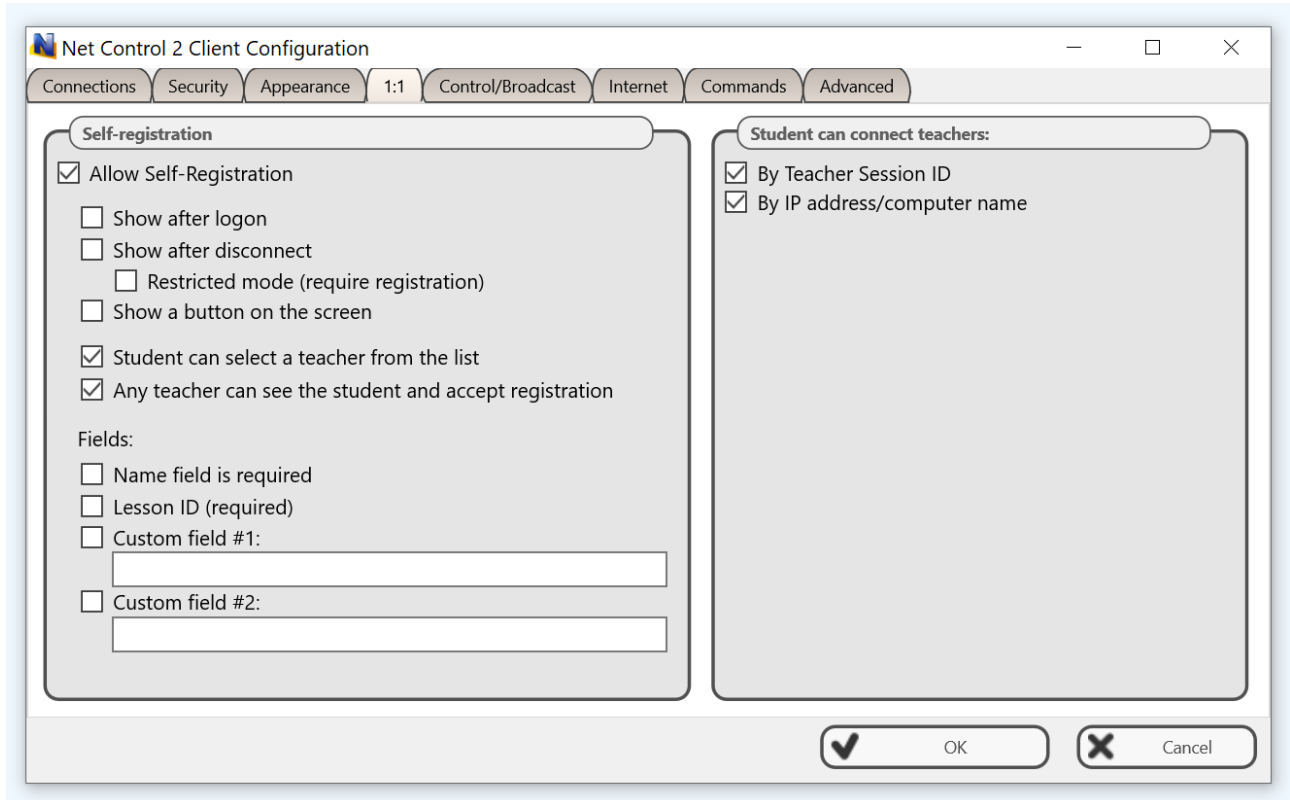 Net Control 2 Client Configuration
Connections Security Appearance 1:1 Control/Broadcast Internet Commands Advanced
Self-registration
Allow Self-Registration
Show after logon
Show after disconnect
Restricted mode (require registration)
Show a button on the screen
Student can select a teacher from the list
Any teacher can see the student and accept registration
Fields:
Name field is required
Lesson ID (required)
Custom field #1:
Custom field #2:
Student can connect teachers:
By Teacher Session ID
By IP address/computer name
OK Cancel